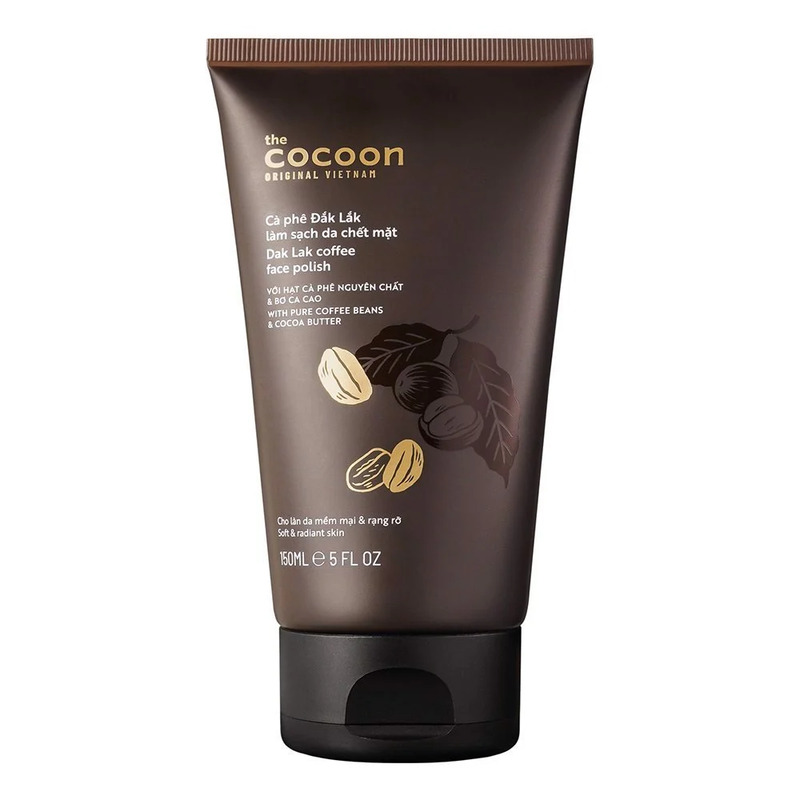 the
cocoon
ORIGINAL VIETNAM
Cà phê Đắk Lắk
làm sạch da chết mặt
Dak Lak coffee
face polish
VỚI HẠT CÀ PHÊ NGUYÊN CHẤT
& BƠ CA CAO
WITH PURE COFFEE BEANS
& COCOA BUTTER
Cho làn da mềm mại & rạng rỡ
Soft & radiant skin
150ML ℮ 5 FL OZ